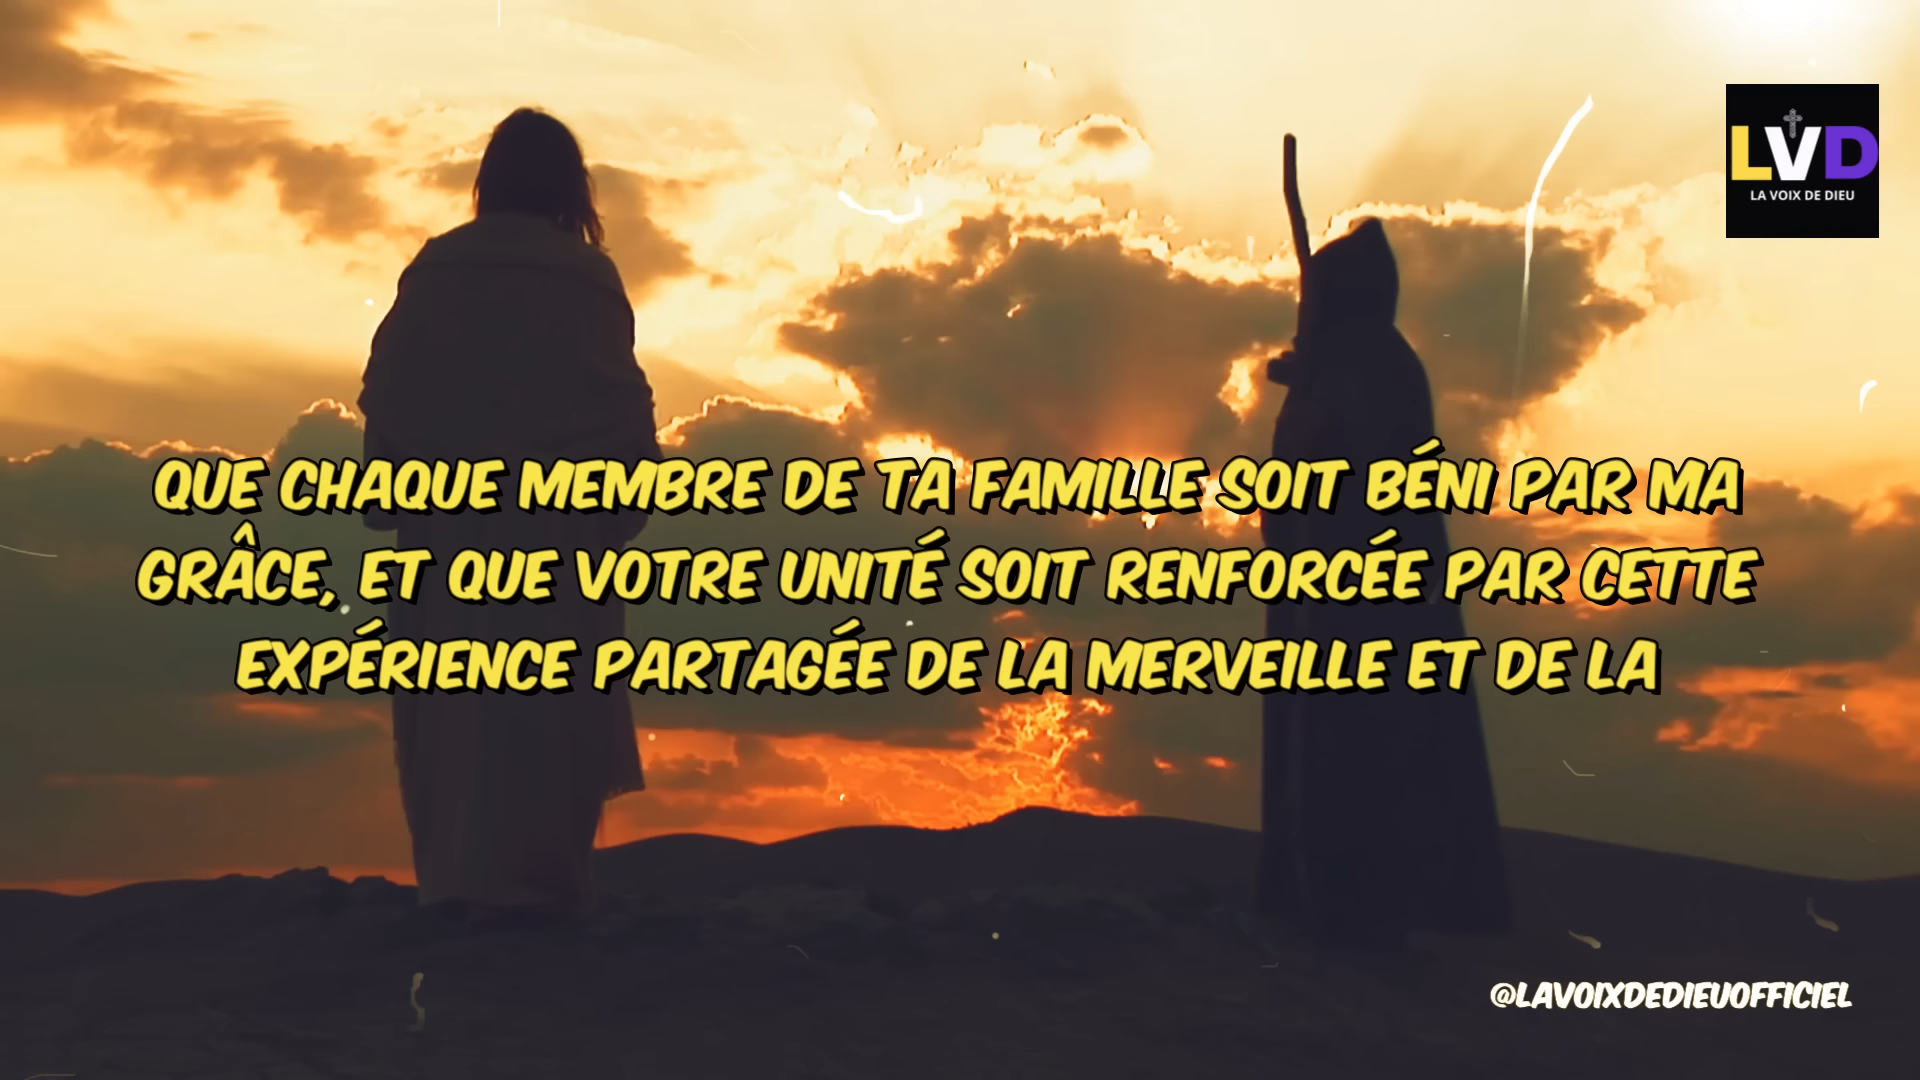 LVD
LA VOIX DE DIEU
QUE CHAQUE MEMBRE DE TA FAMILLE SOIT BÉNI PAR MA
GRÂCE, ET QUE VOTRE UNITÉ SOIT RENFORCÉE PAR CETTE
EXPÉRIENCE PARTAGÉE DE LA MERVEILLE ET DE LA
@LAVOIXDEDIEUOFFICIEL